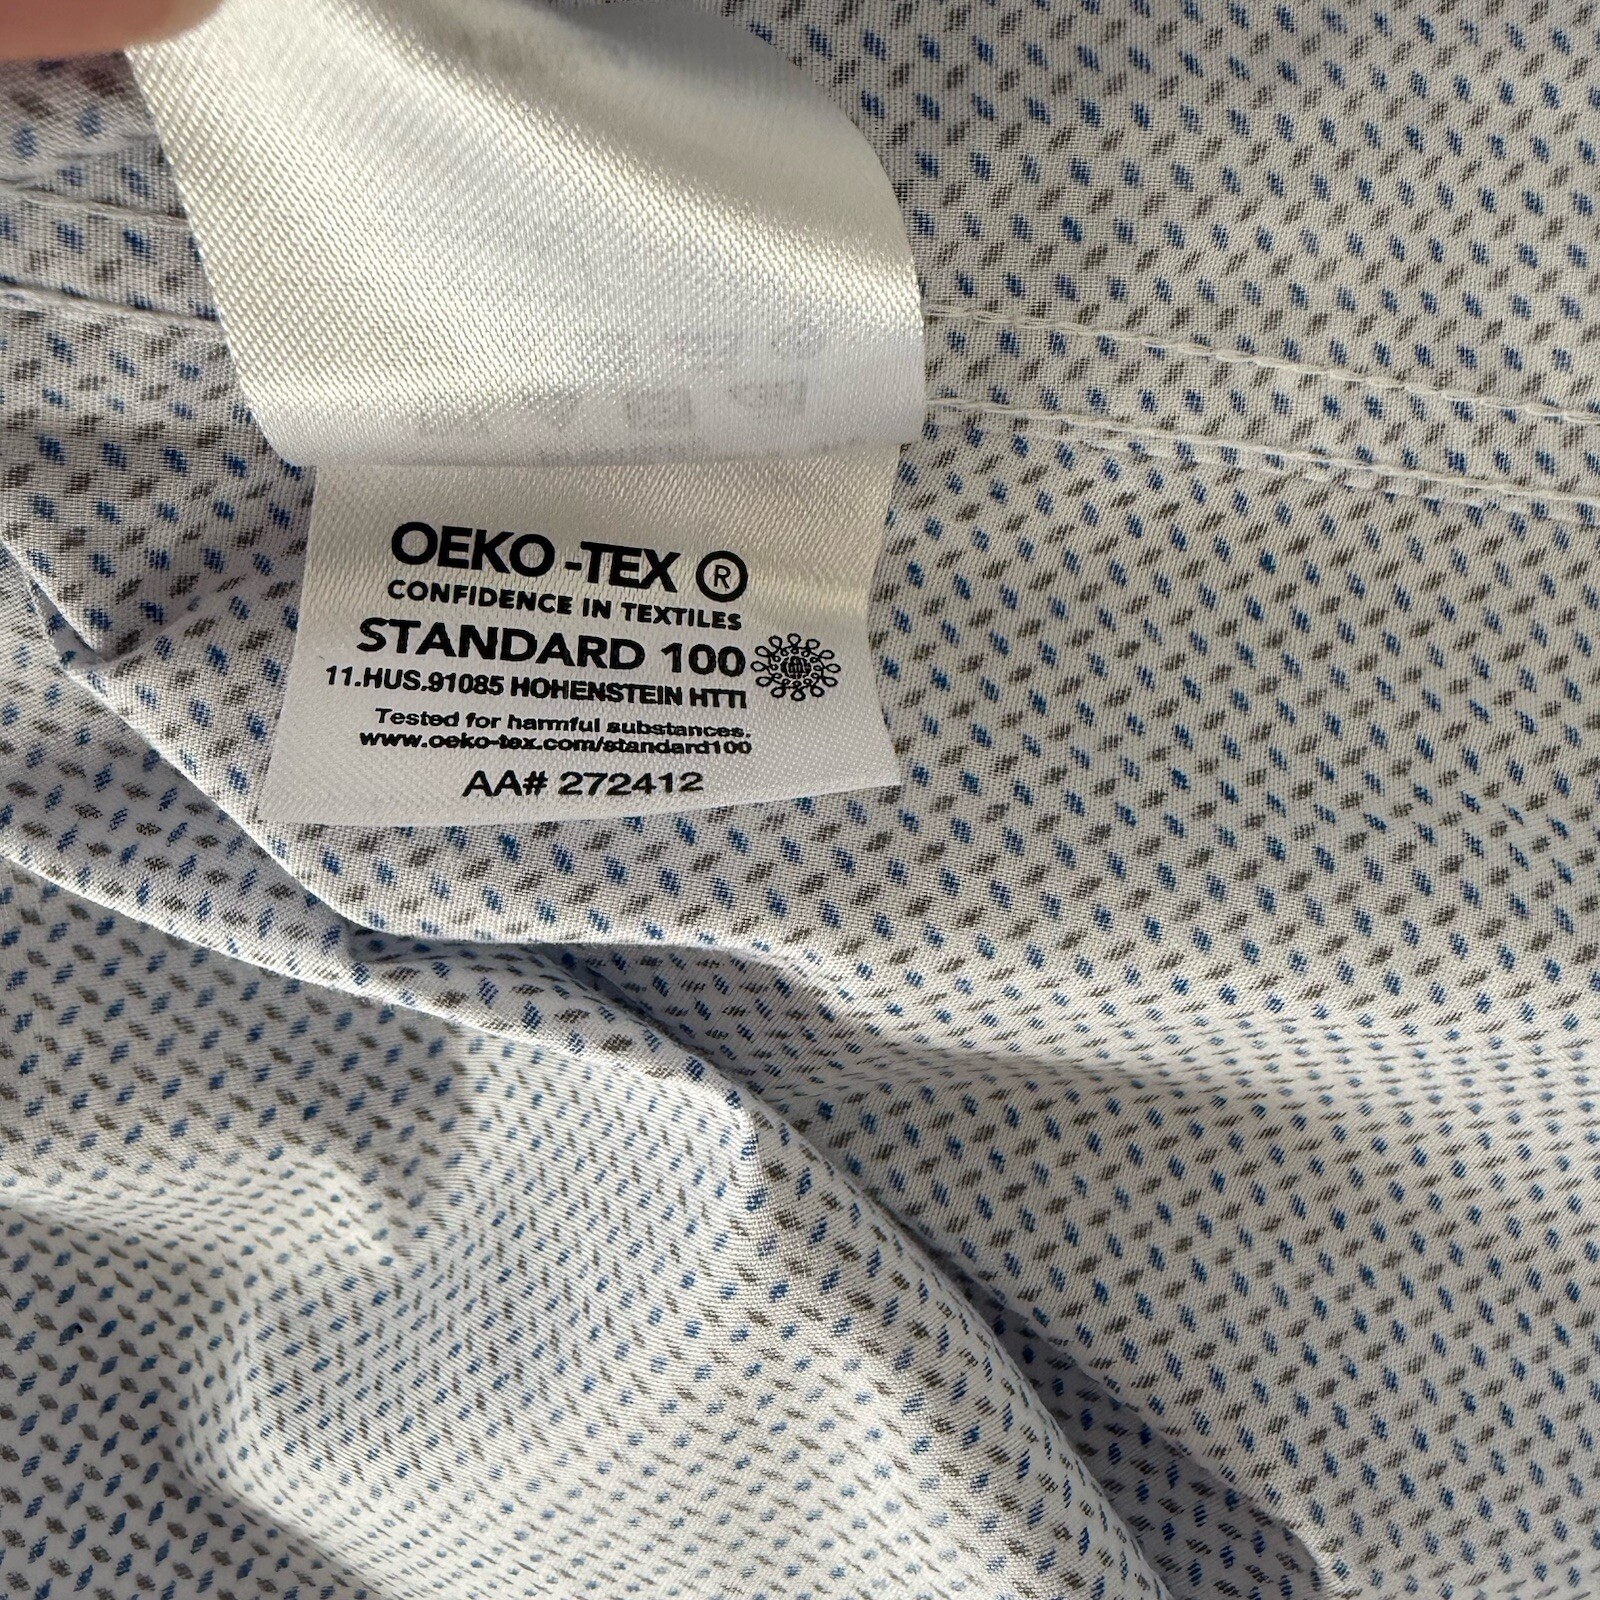 OEKO-TEX ®
CONFIDENCE IN TEXTILES
STANDARD 100
11.HUS.91085 HOHENSTEIN HTTI
Tested for harmful substances.
www.oeko-tex.com/standard100
AA# 272412